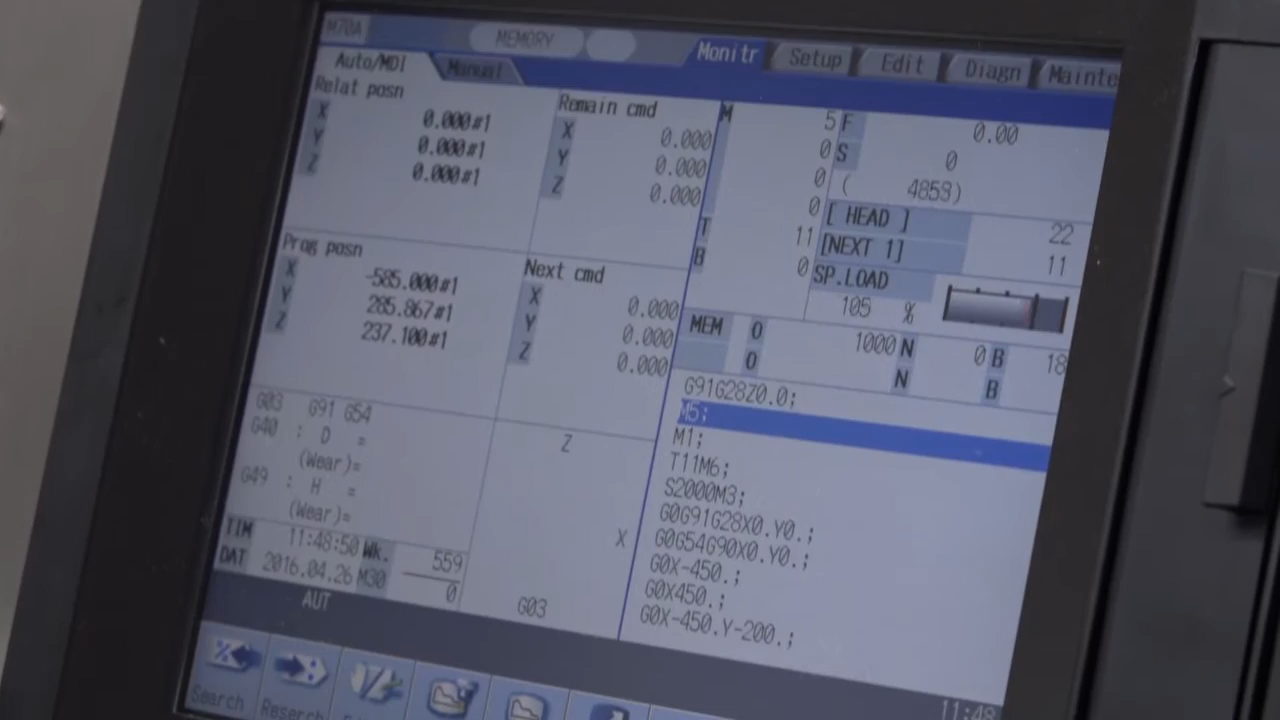 M70A MEMORY Monitr Setup Edit Diagn Mainte
Auto/MDI Manual
Relat posn
X 0.000#1
Y 0.000#1
Z 0.000#1
Remain cmd
X 0.000
Y 0.000
Z 0.000
Prog posn
X -585.000#1
Y 285.867#1
Z 237.100#1
Next cmd
X 0.000
Y 0.000
Z 0.000
M 5
0
0
0
T 11
B 0
F 0.00
S 0
( 4853)
[ HEAD ] 22
[NEXT 1] 11
SP.LOAD
105 %
MEM O 1000 N 0 B 18
O N B
G91G28Z0.0;
M5;
M1;
T11M6;
S2000M3;
G0G91G28X0.Y0.;
G0G54G90X0.Y0.;
G0X-450.;
G0X450.;
G0X-450.Y-200.;
G03 G91 G54
G40 : D =
(Wear)=
G49 : H =
(Wear)=
Z
X
G03
TIM 11:48:50 Wk. 559
DAT 2016.04.26 M30 0
AUT
Search Reserch
11:48